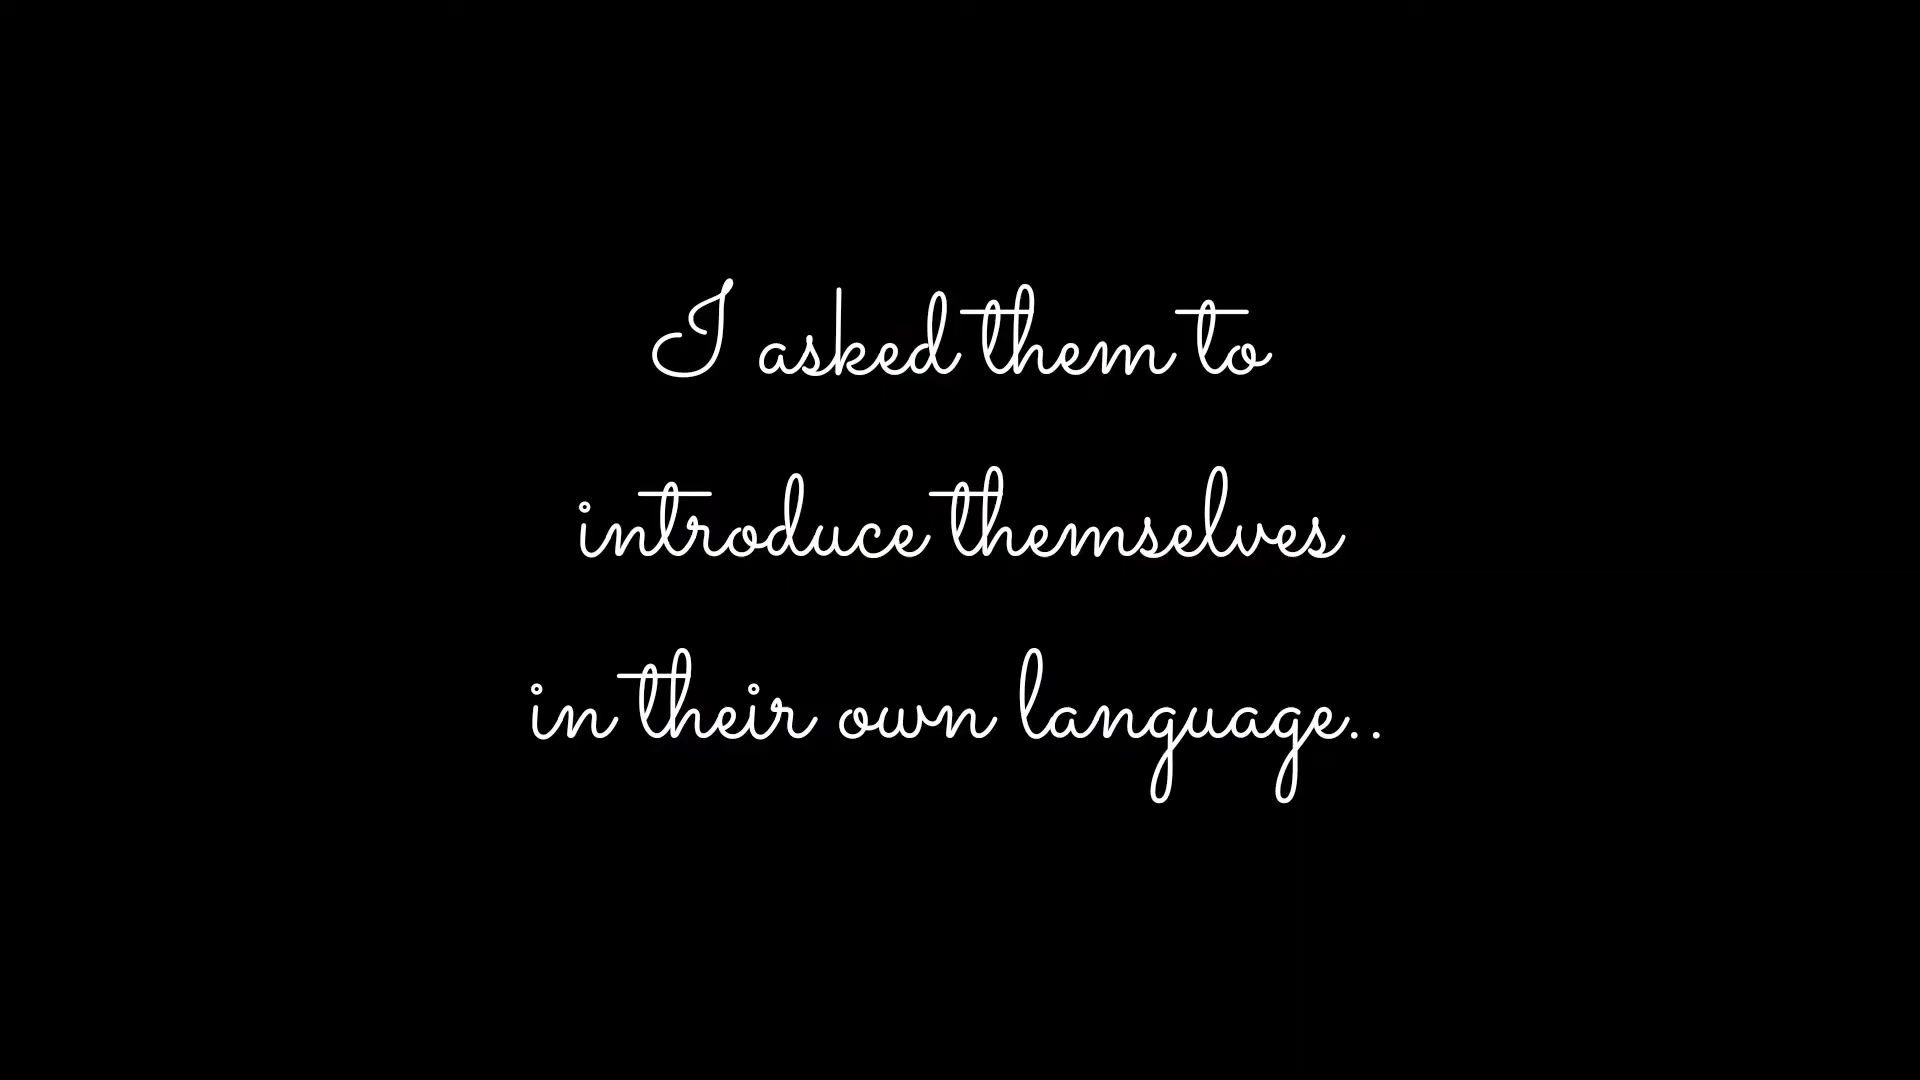 I asked them to
introduce themselves
in their own language..